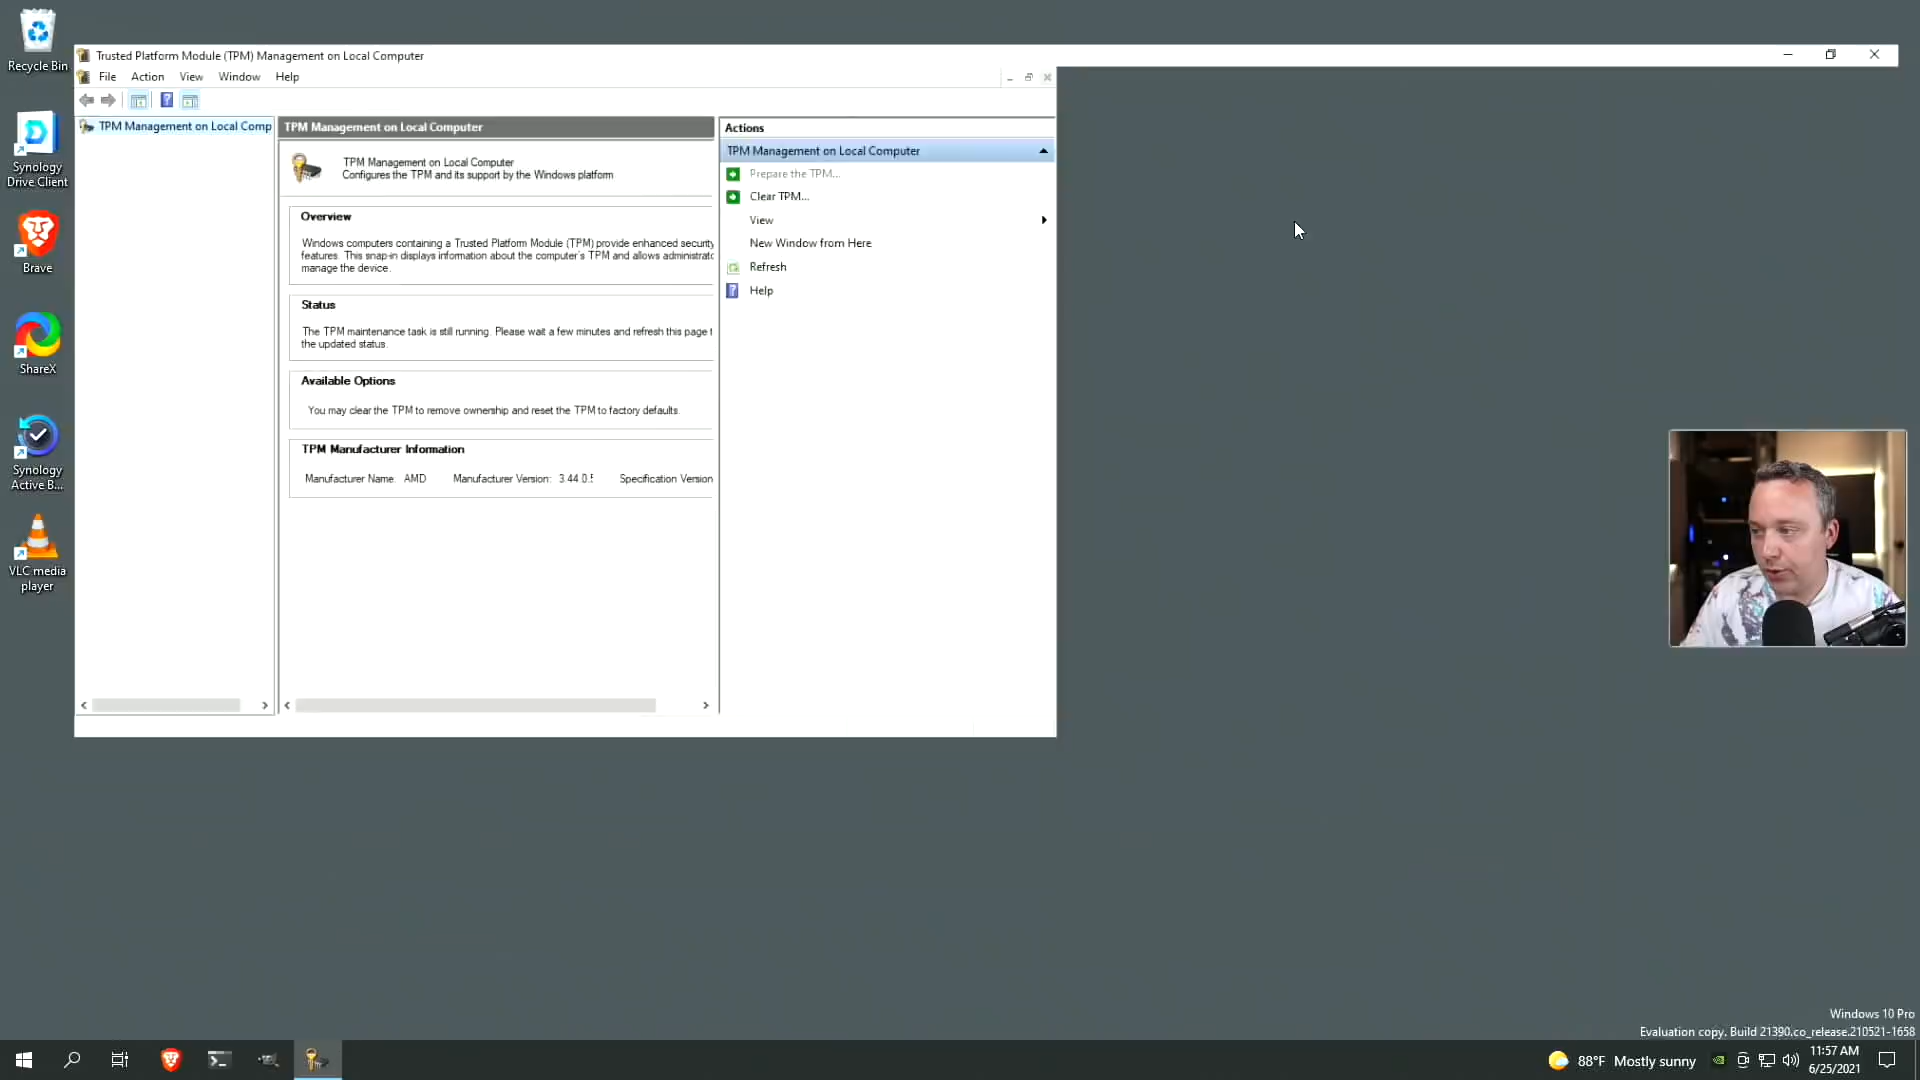 Recycle Bin
Synology
Drive Client
Brave
ShareX
Synology
Active B...
VLC media
player
Trusted Platform Module (TPM) Management on Local Computer
File Action View Window Help
TPM Management on Local Comp
TPM Management on Local Computer
TPM Management on Local Computer
Configures the TPM and its support by the Windows platform
Overview
Windows computers containing a Trusted Platform Module (TPM) provide enhanced security
features. This snap-in displays information about the computer's TPM and allows administrato
manage the device.
Status
The TPM maintenance task is still running. Please wait a few minutes and refresh this page t
the updated status.
Available Options
You may clear the TPM to remove ownership and reset the TPM to factory defaults.
TPM Manufacturer Information
Manufacturer Name: AMD Manufacturer Version: 3.44.0.5 Specification Version
Actions
TPM Management on Local Computer
Prepare the TPM...
Clear TPM...
View
New Window from Here
Refresh
Help
Windows 10 Pro
Evaluation copy. Build 21390.co_release.210521-1658
88°F Mostly sunny
11:57 AM
6/25/2021